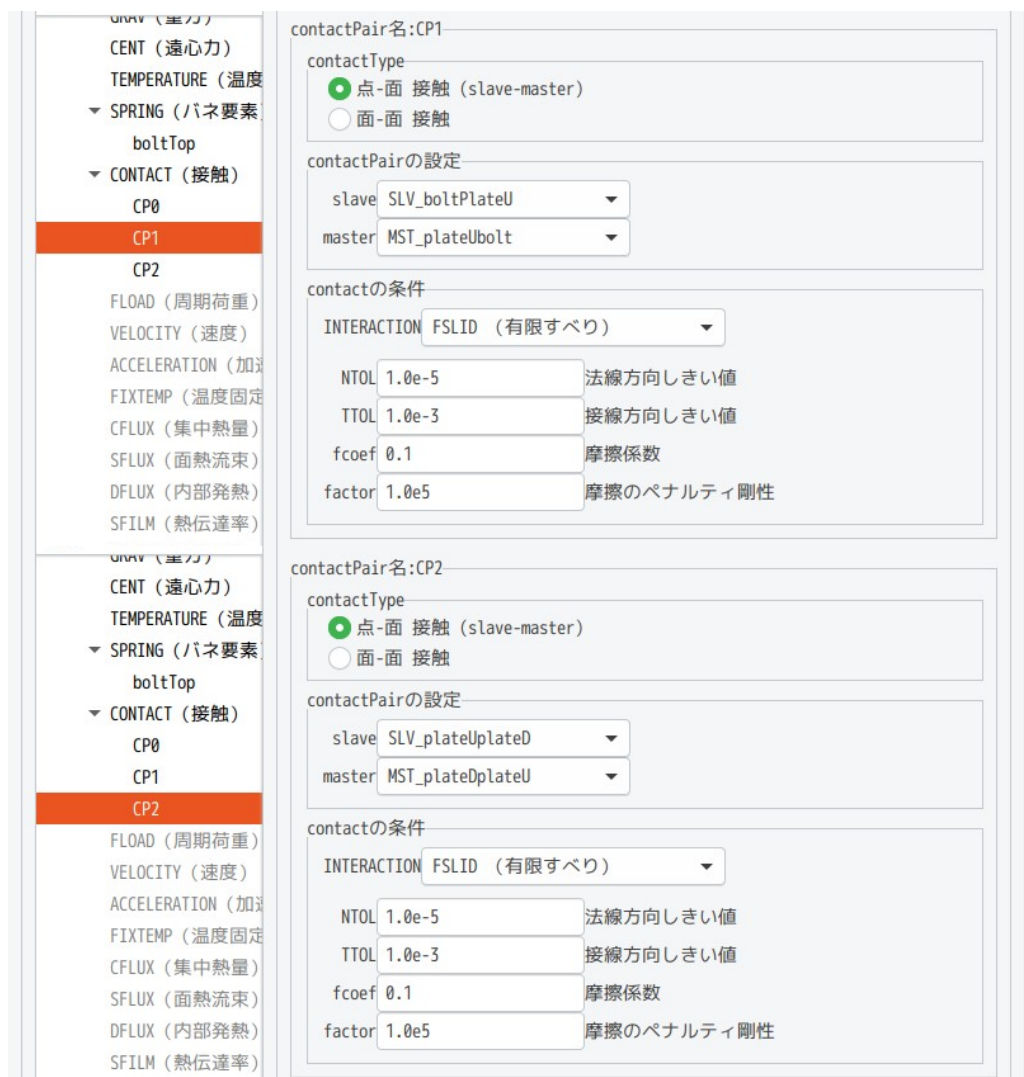 GRAV (重力)
CENT (遠心力)
TEMPERATURE (温度
SPRING (バネ要素
boltTop
CONTACT (接触)
CP0
CP1
CP2
FLOAD (周期荷重)
VELOCITY (速度)
ACCELERATION (加速
FIXTEMP (温度固定
CFLUX (集中熱量)
SFLUX (面熱流束)
DFLUX (内部発熱)
SFILM (熱伝達率)
contactPair名:CP1
contactType
点-面 接触 (slave-master)
面-面 接触
contactPairの設定
slave SLV_boltPlateU
master MST_plateUbolt
contactの条件
INTERACTION FSLID (有限すべり)
NTOL 1.0e-5 法線方向しきい値
TTOL 1.0e-3 接線方向しきい値
fcoef 0.1 摩擦係数
factor 1.0e5 摩擦のペナルティ剛性
GRAV (重力)
CENT (遠心力)
TEMPERATURE (温度
SPRING (バネ要素
boltTop
CONTACT (接触)
CP0
CP1
CP2
FLOAD (周期荷重)
VELOCITY (速度)
ACCELERATION (加速
FIXTEMP (温度固定
CFLUX (集中熱量)
SFLUX (面熱流束)
DFLUX (内部発熱)
SFILM (熱伝達率)
contactPair名:CP2
contactType
点-面 接触 (slave-master)
面-面 接触
contactPairの設定
slave SLV_plateUplateD
master MST_plateDplateU
contactの条件
INTERACTION FSLID (有限すべり)
NTOL 1.0e-5 法線方向しきい値
TTOL 1.0e-3 接線方向しきい値
fcoef 0.1 摩擦係数
factor 1.0e5 摩擦のペナルティ剛性